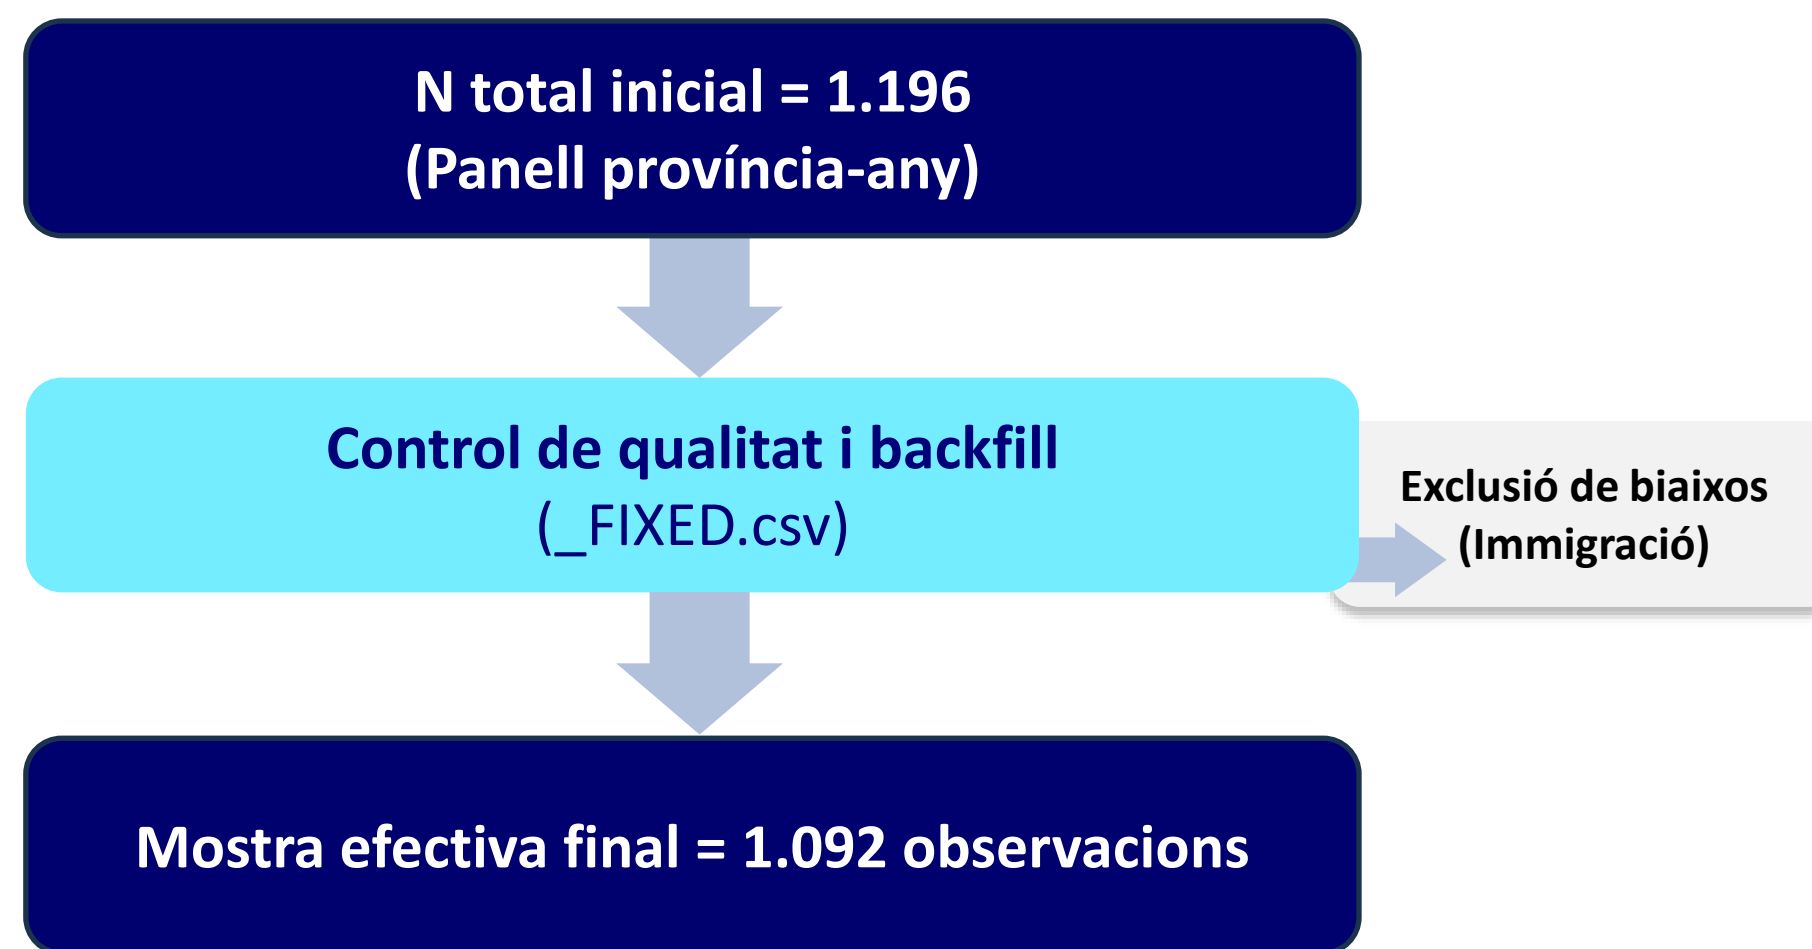 N total inicial = 1.196
(Panell província-any)
Control de qualitat i backfill
(_FIXED.csv)
Exclusió de biaixos
(Immigració)
Mostra efectiva final = 1.092 observacions